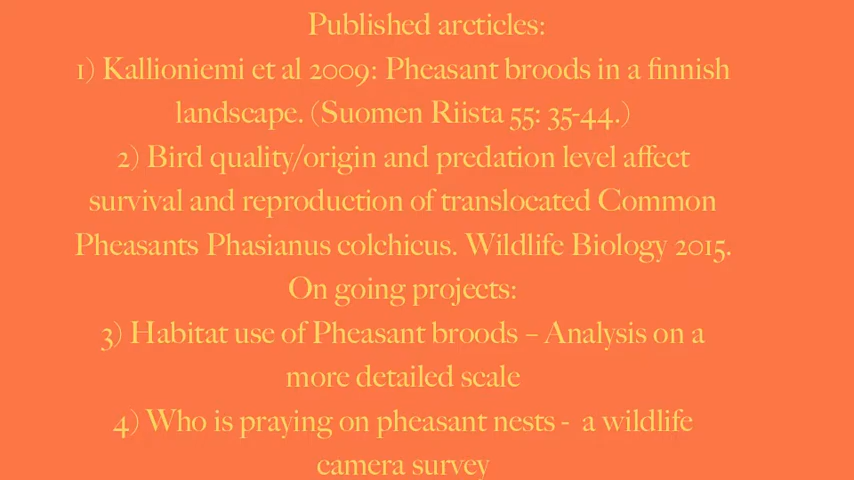 Published arcticles:
1) Kallioniemi et al 2009: Pheasant broods in a finnish
landscape. (Suomen Riista 55: 35-44.)
2) Bird quality/origin and predation level affect
survival and reproduction of translocated Common
Pheasants Phasianus colchicus. Wildlife Biology 2015.
On going projects:
3) Habitat use of Pheasant broods – Analysis on a
more detailed scale
4) Who is praying on pheasant nests -  a wildlife
camera survey